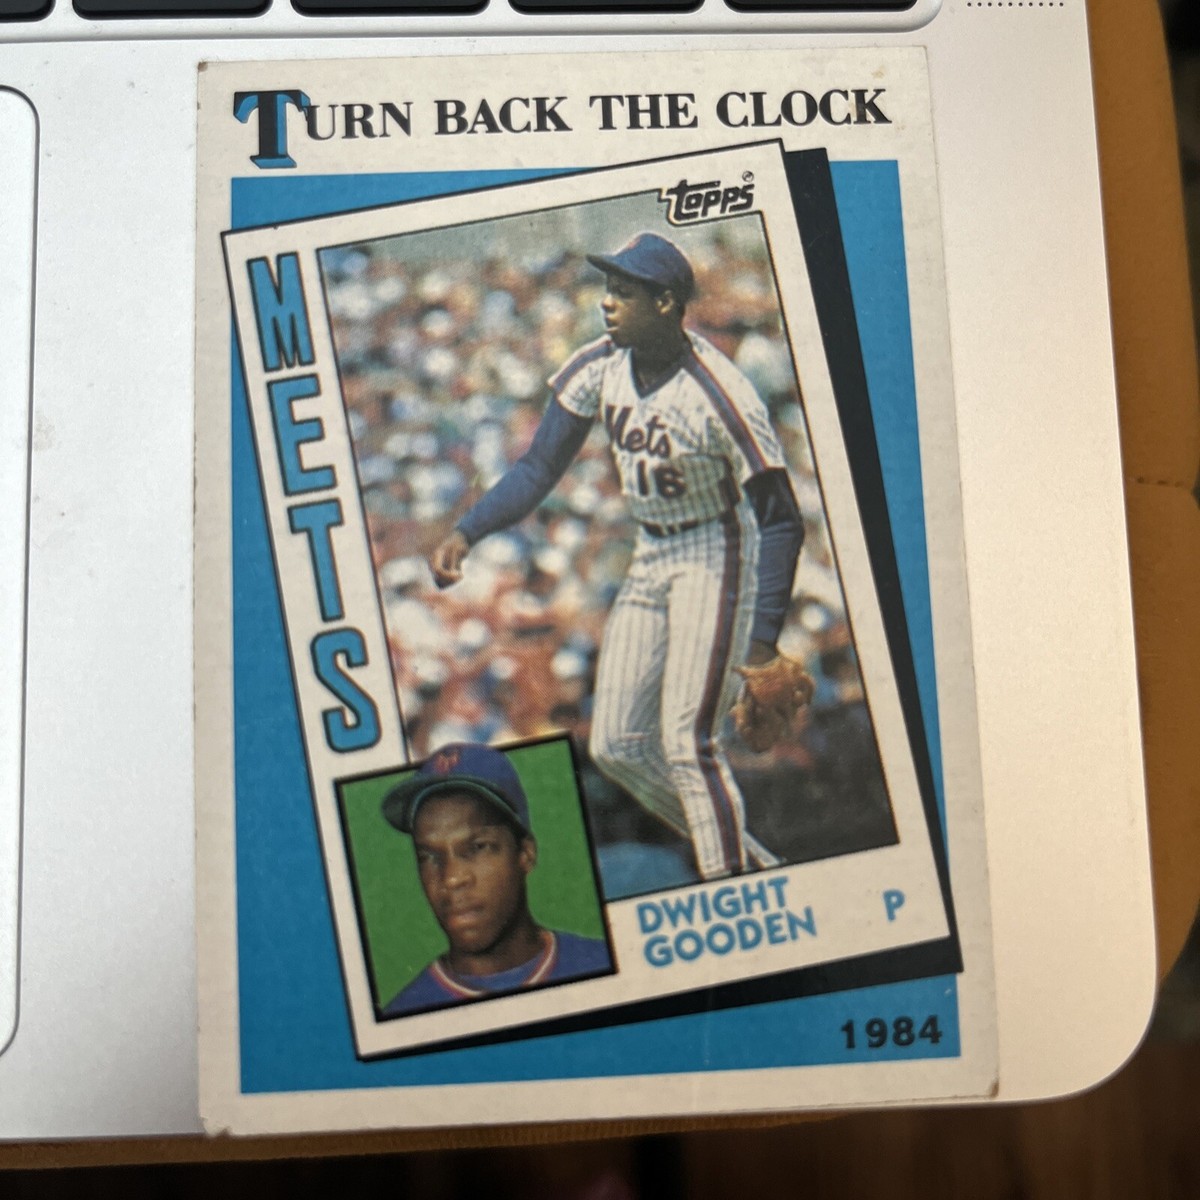 TURN BACK THE CLOCK
topps®
METS
Mets
16
DWIGHT
GOODEN
P
1984